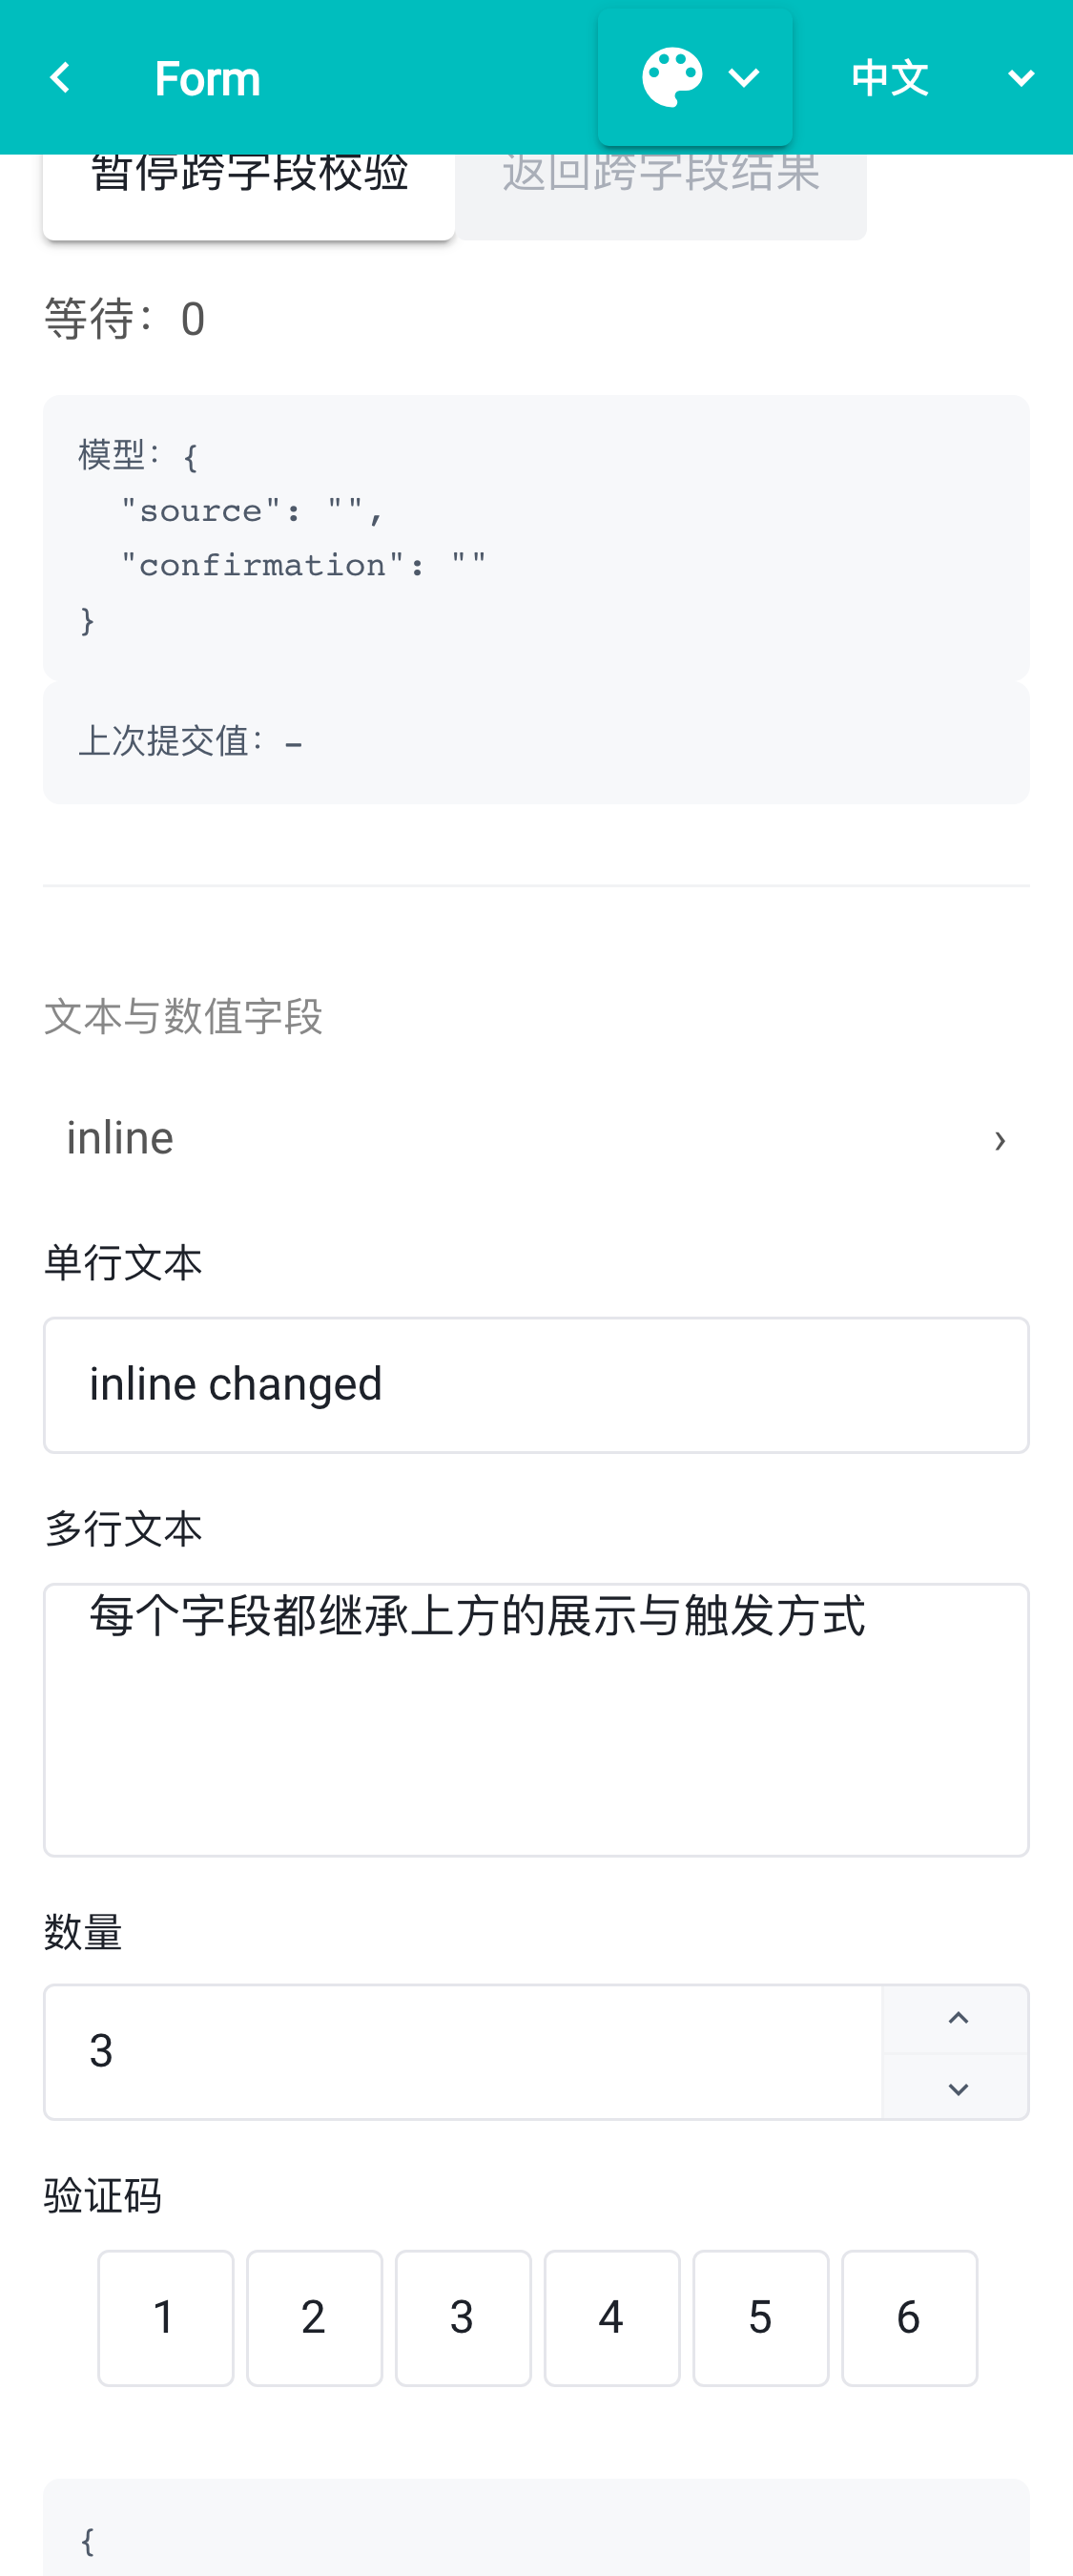 Form
中文
暂停跨字段校验
返回跨字段结果
等待：0
模型：{
"source": "",
"confirmation": ""
}
上次提交值：–
文本与数值字段
inline
单行文本
inline changed
多行文本
每个字段都继承上方的展示与触发方式
数量
3
验证码
1 2 3 4 5 6
{